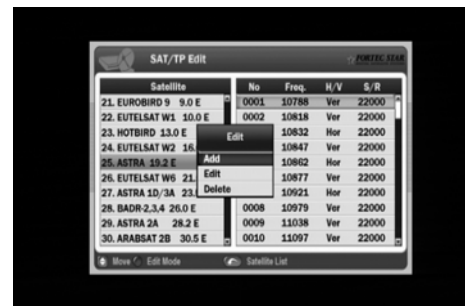 SAT/TP Edit
FORTEC STAR
Satellite No Freq. H/V S/R
21. EUROBIRD 9 9.0 E 0001 10788 Ver 22000
22. EUTELSAT W1 10.0 E 0002 10818 Ver 22000
23. HOTBIRD 13.0 E 10832 Hor 22000
24. EUTELSAT W2 16. 10847 Ver 22000
25. ASTRA 19.2 E 10862 Hor 22000
26. EUTELSAT W6 21. 10877 Ver 22000
27. ASTRA 1D/3A 23. 10921 Hor 22000
28. BADR-2,3,4 26.0 E 0008 10979 Ver 22000
29. ASTRA 2A 28.2 E 0009 11038 Ver 22000
30. ARABSAT 2B 30.5 E 0010 11097 Ver 22000
Edit
Add
Edit
Delete
Move Edit Mode Satellite List